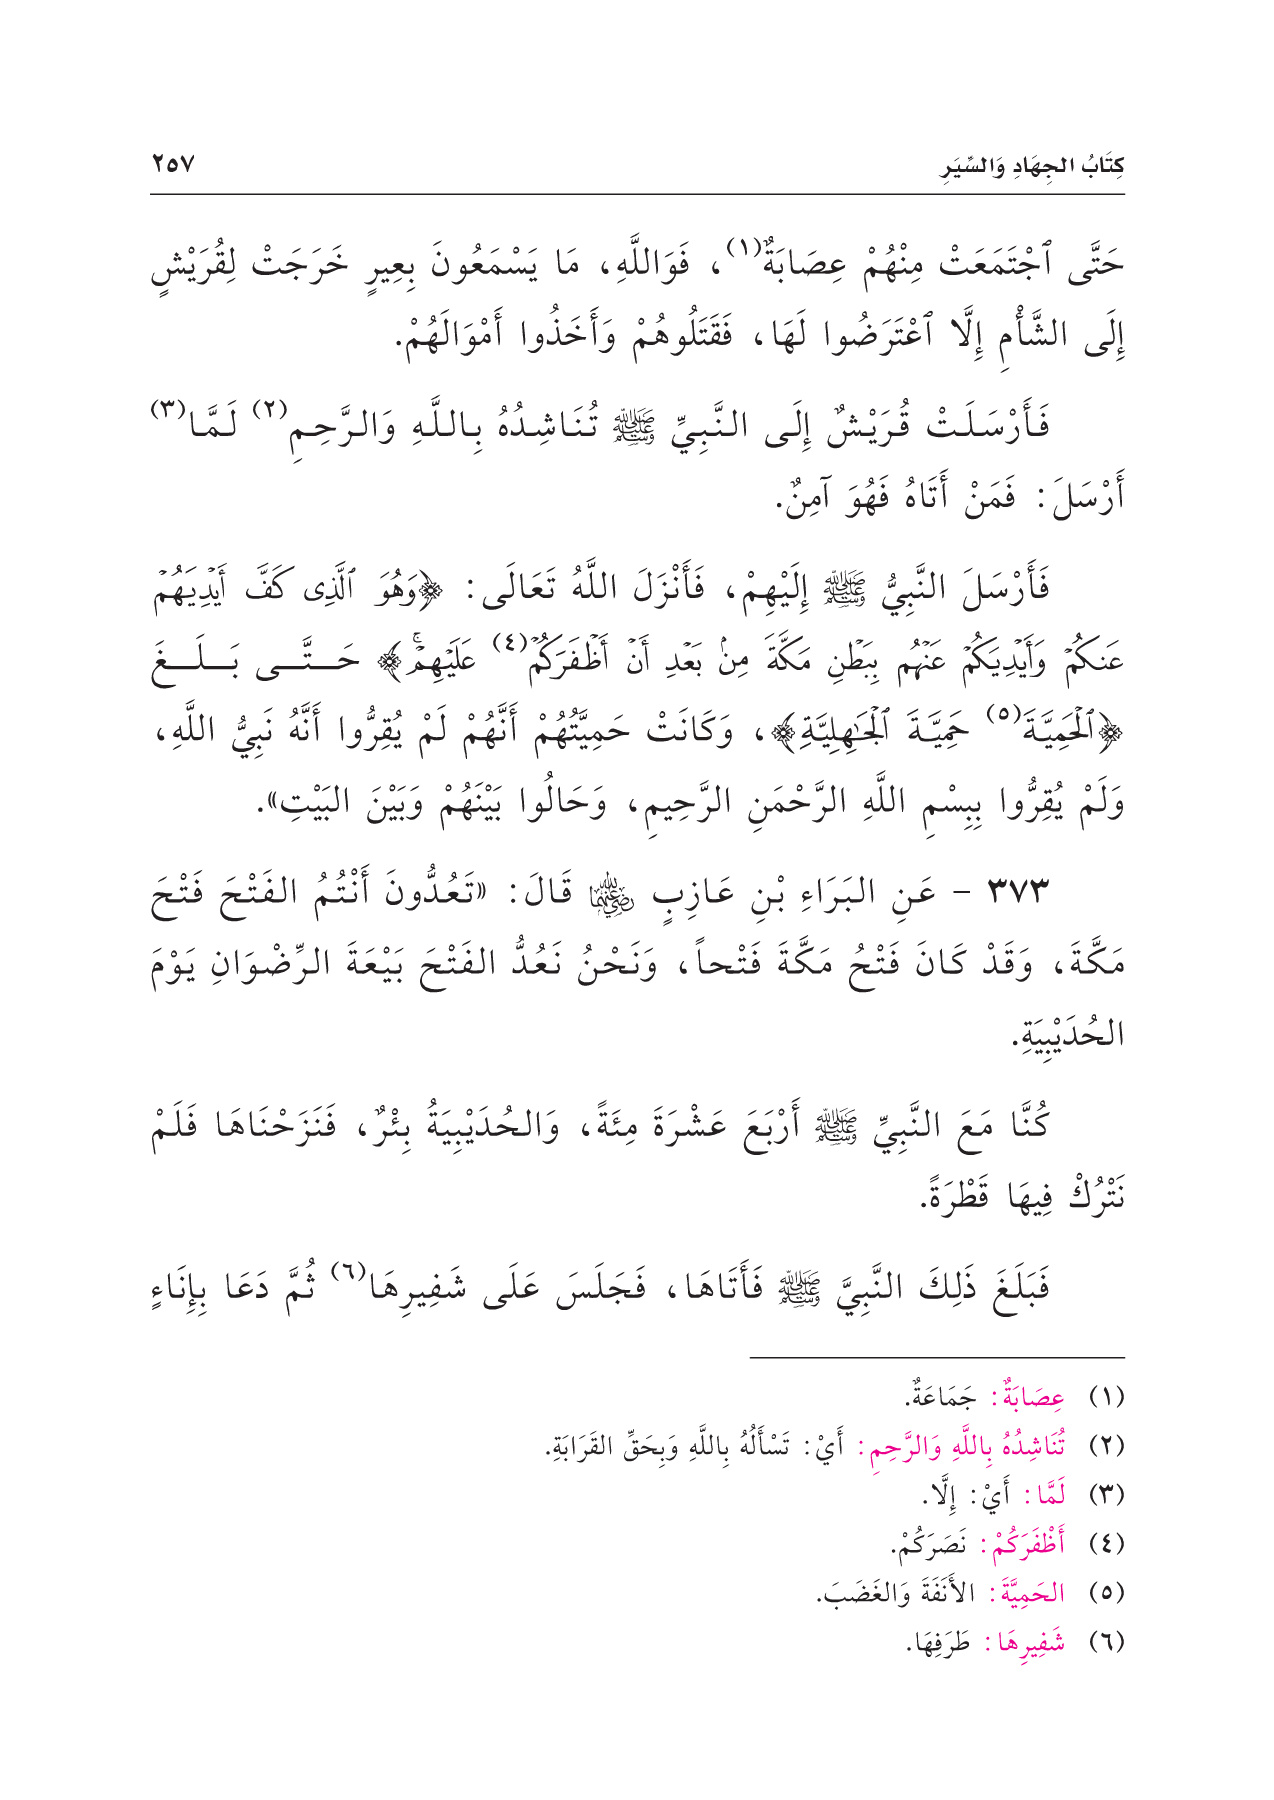 كِتَابُ الجِهَادِ وَالسِّيَرِ ٢٥٧
حَتَّى ٱجْتَمَعَتْ مِنْهُمْ عِصَابَةٌ(١)، فَوَاللَّهِ، مَا يَسْمَعُونَ بِعِيرٍ خَرَجَتْ لِقُرَيْشٍ
إِلَى الشَّأْمِ إِلَّا ٱعْتَرَضُوا لَهَا، فَقَتَلُوهُمْ وَأَخَذُوا أَمْوَالَهُمْ.
فَأَرْسَلَتْ قُرَيْشٌ إِلَى النَّبِيِّ ﷺ تُنَاشِدُهُ بِاللَّهِ وَالرَّحِمِ(٢) لَمَّا(٣)
أَرْسَلَ: فَمَنْ أَتَاهُ فَهُوَ آمِنٌ.
فَأَرْسَلَ النَّبِيُّ ﷺ إِلَيْهِمْ، فَأَنْزَلَ اللَّهُ تَعَالَى: ﴿وَهُوَ ٱلَّذِى كَفَّ أَيْدِيَهُمْ
عَنكُمْ وَأَيْدِيَكُمْ عَنْهُم بِبَطْنِ مَكَّةَ مِنۢ بَعْدِ أَنْ أَظْفَرَكُمْ(٤) عَلَيْهِمْۚ﴾ حَتَّى بَلَغَ
﴿ٱلْحَمِيَّةَ(٥) حَمِيَّةَ ٱلْجَٰهِلِيَّةِ﴾، وَكَانَتْ حَمِيَّتُهُمْ أَنَّهُمْ لَمْ يُقِرُّوا أَنَّهُ نَبِيُّ اللَّهِ،
وَلَمْ يُقِرُّوا بِبِسْمِ اللَّهِ الرَّحْمَنِ الرَّحِيمِ، وَحَالُوا بَيْنَهُمْ وَبَيْنَ البَيْتِ».
٣٧٣ - عَنِ البَرَاءِ بْنِ عَازِبٍ رضي الله عنهما قَالَ: «تَعُدُّونَ أَنْتُمُ الفَتْحَ فَتْحَ
مَكَّةَ، وَقَدْ كَانَ فَتْحُ مَكَّةَ فَتْحاً، وَنَحْنُ نَعُدُّ الفَتْحَ بَيْعَةَ الرِّضْوَانِ يَوْمَ
الحُدَيْبِيَةِ.
كُنَّا مَعَ النَّبِيِّ ﷺ أَرْبَعَ عَشْرَةَ مِئَةً، وَالحُدَيْبِيَةُ بِئْرٌ، فَنَزَحْنَاهَا فَلَمْ
نَتْرُكْ فِيهَا قَطْرَةً.
فَبَلَغَ ذَلِكَ النَّبِيَّ ﷺ فَأَتَاهَا، فَجَلَسَ عَلَى شَفِيرِهَا(٦) ثُمَّ دَعَا بِإِنَاءٍ
(١) عِصَابَةٌ: جَمَاعَةٌ.
(٢) تُنَاشِدُهُ بِاللَّهِ وَالرَّحِمِ: أَيْ: تَسْأَلُهُ بِاللَّهِ وَبِحَقِّ القَرَابَةِ.
(٣) لَمَّا: أَيْ: إِلَّا.
(٤) أَظْفَرَكُمْ: نَصَرَكُمْ.
(٥) الحَمِيَّةَ: الأَنَفَةَ وَالغَضَبَ.
(٦) شَفِيرِهَا: طَرَفِهَا.